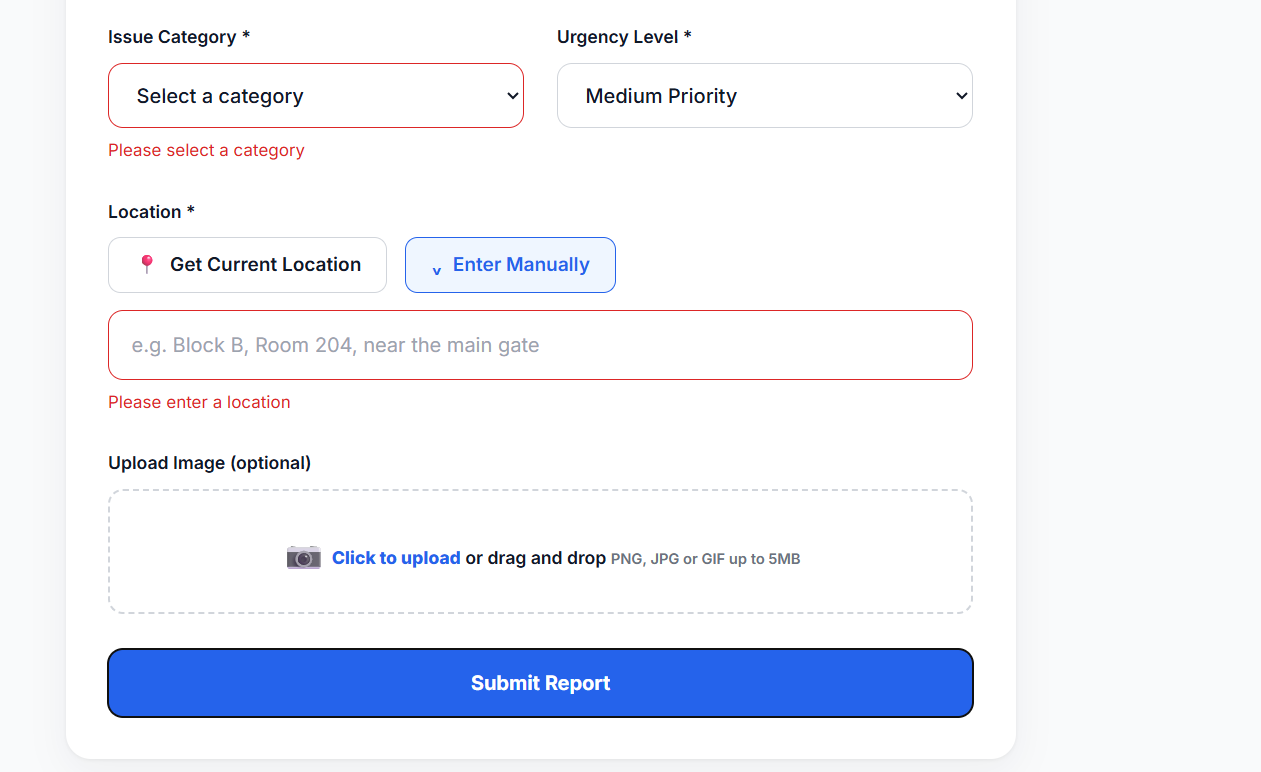 Issue Category *
Urgency Level *
Select a category
Medium Priority
Please select a category
Location *
Get Current Location
v Enter Manually
e.g. Block B, Room 204, near the main gate
Please enter a location
Upload Image (optional)
Click to upload or drag and drop PNG, JPG or GIF up to 5MB
Submit Report